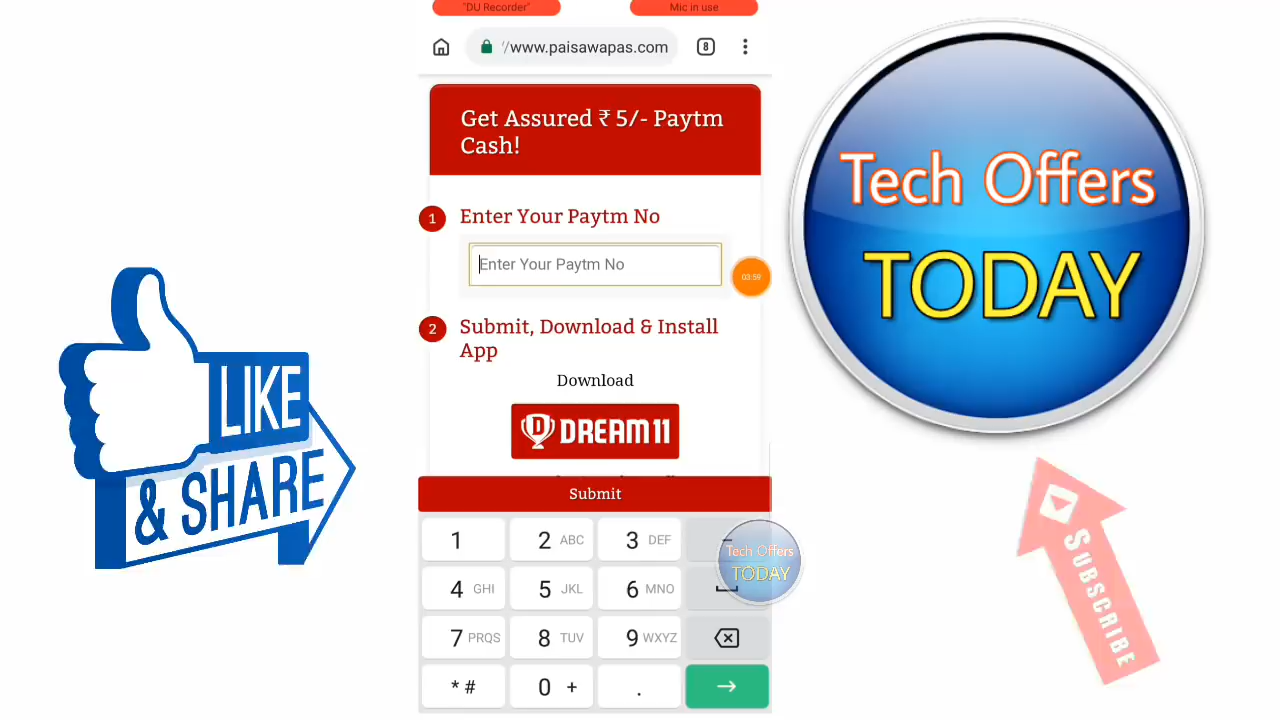 "DU Recorder"
Mic in use
//www.paisawapas.com
8
Get Assured ₹ 5/- Paytm
Cash!
1
Enter Your Paytm No
Enter Your Paytm No
03:59
2
Submit, Download & Install
App
Download
D DREAM11
Submit
1
2 ABC
3 DEF
4 GHI
5 JKL
6 MNO
7 PRQS
8 TUV
9 WXYZ
* #
0 +
.
LIKE
& SHARE
Tech Offers
TODAY
Tech Offers
TODAY
SUBSCRIBE